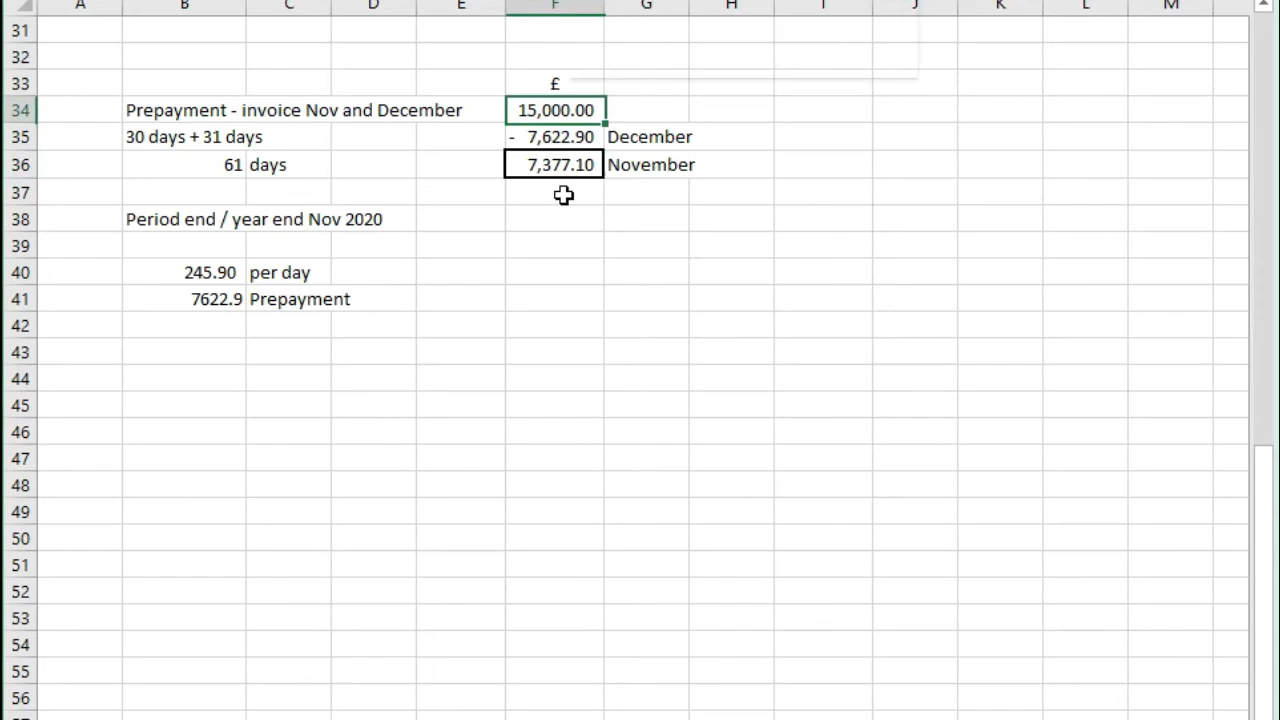 A B C D E F G H I J K L M
31
32
33 £
34 Prepayment - invoice Nov and December 15,000.00
35 30 days + 31 days - 7,622.90 December
36 61 days 7,377.10 November
37
38 Period end / year end Nov 2020
39
40 245.90 per day
41 7622.9 Prepayment
42
43
44
45
46
47
48
49
50
51
52
53
54
55
56